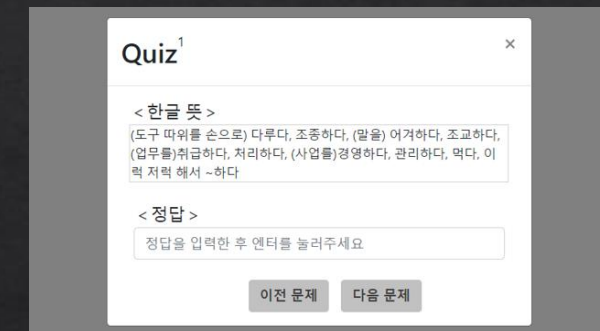 Quiz1
×
< 한글 뜻 >
(도구 따위를 손으로) 다루다, 조종하다, (말을) 어겨하다, 조교하다,
(업무를)취급하다, 처리하다, (사업를)경영하다, 관리하다, 먹다, 이
럭 저럭 해서 ~하다
< 정답 >
정답을 입력한 후 엔터를 눌러주세요
이전 문제 다음 문제